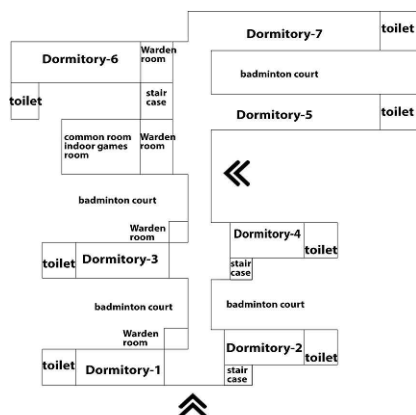 Dormitory-7
toilet
Dormitory-6
Warden
room
badminton court
toilet
stair
case
Dormitory-5
toilet
common room
indoor games
room
Warden
room
badminton court
Warden
room
Dormitory-4
toilet
toilet
Dormitory-3
stair
case
badminton court
badminton court
Warden
room
Dormitory-2
toilet
toilet
Dormitory-1
stair
case